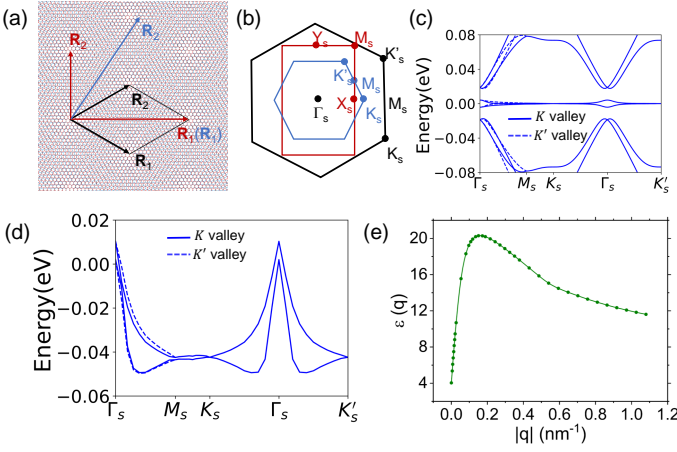 (a)
R2
R2
R2
R1(R1)
R1
(b)
Ys
Ms
K's
K's
Ms
Xs
Γs
Ks
Ms
Ks
(c)
Energy(eV)
0.08
0.04
0.00
−0.04
−0.08
K valley
K′ valley
Γs
Ms
Ks
Γs
K′s
(d)
Energy(eV)
0.02
0.00
−0.02
−0.04
−0.06
K valley
K′ valley
Γs
Ms
Ks
Γs
K′s
(e)
ε (q)
20
16
12
8
4
0.0 0.2 0.4 0.6 0.8 1.0 1.2
|q| (nm-1)